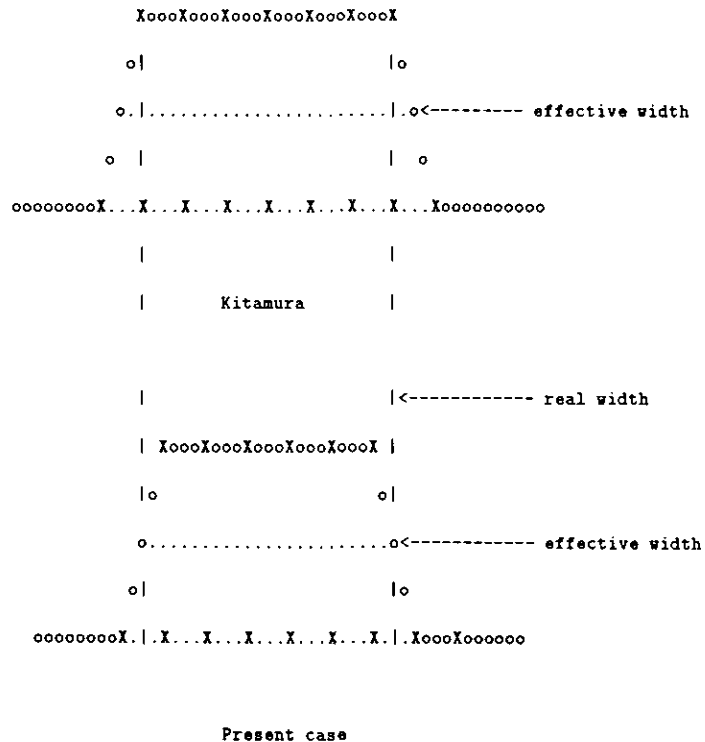 XoooXoooXoooXoooXoooXoooX
o| |o
o.|.......................|.o<--------- effective width
o | | o
ooooooooX...X...X...X...X...X...X...X...Xoooooooooo
| |
| Kitamura |
| |<------------ real width
| XoooXoooXoooXoooXoooX |
|o o|
o.......................o<------------ effective width
o| |o
ooooooooX.|.X...X...X...X...X...X.|.XoooXoooooo
Present case